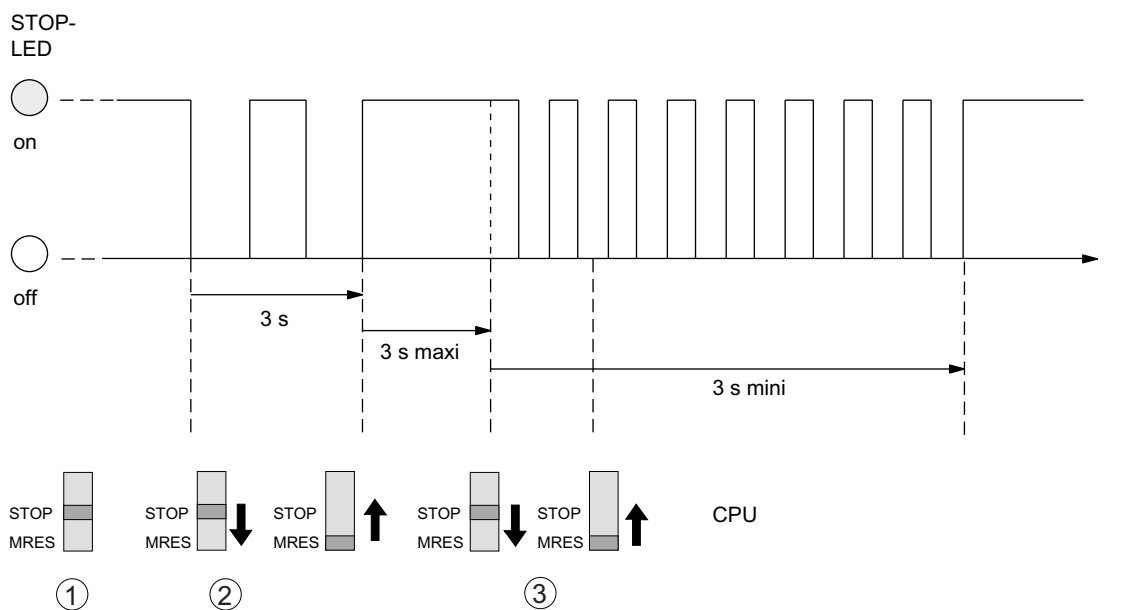 STOP-
LED
on
off
3 s
3 s maxi
3 s mini
STOP
MRES
STOP
MRES
STOP
MRES
STOP
MRES
STOP
MRES
CPU
1
2
3